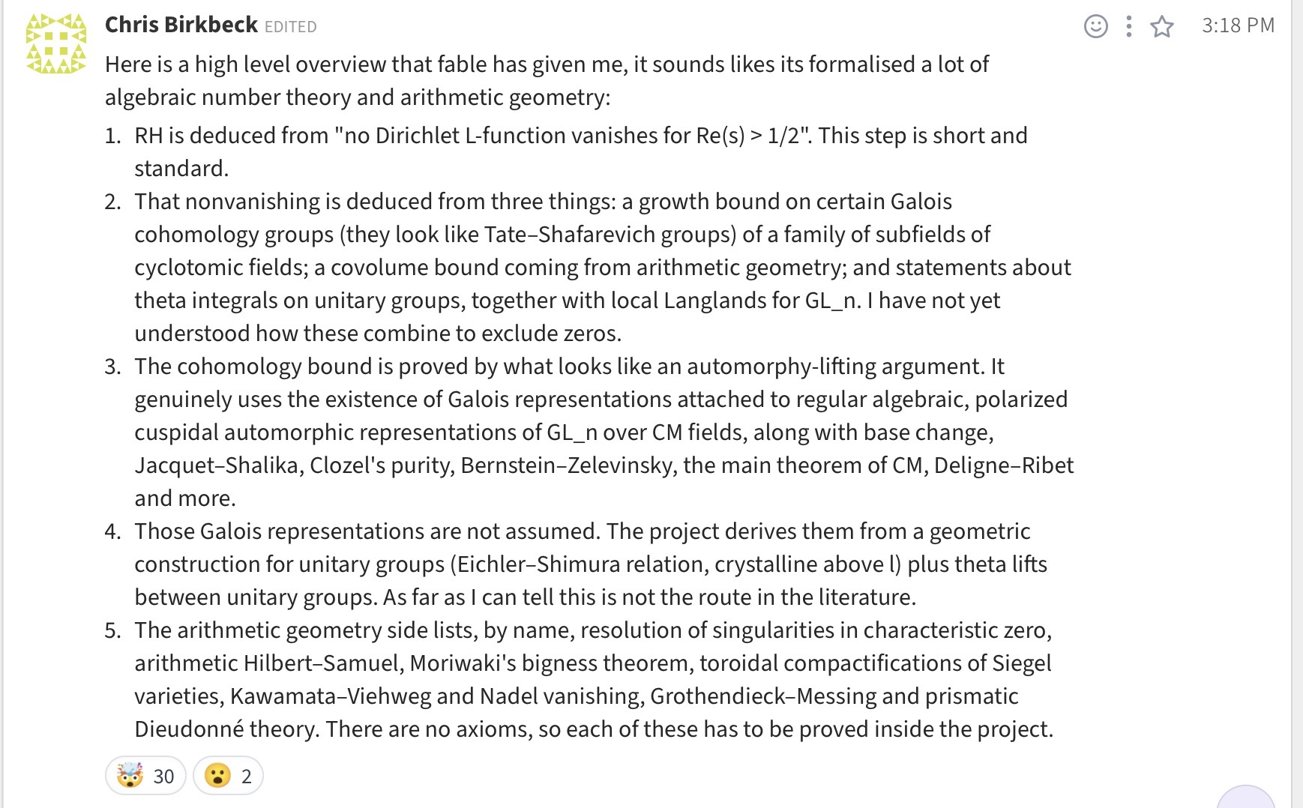 Chris Birkbeck EDITED 3:18 PM
Here is a high level overview that fable has given me, it sounds likes its formalised a lot of
algebraic number theory and arithmetic geometry:
1. RH is deduced from "no Dirichlet L-function vanishes for Re(s) > 1/2". This step is short and
standard.
2. That nonvanishing is deduced from three things: a growth bound on certain Galois
cohomology groups (they look like Tate–Shafarevich groups) of a family of subfields of
cyclotomic fields; a covolume bound coming from arithmetic geometry; and statements about
theta integrals on unitary groups, together with local Langlands for GL_n. I have not yet
understood how these combine to exclude zeros.
3. The cohomology bound is proved by what looks like an automorphy-lifting argument. It
genuinely uses the existence of Galois representations attached to regular algebraic, polarized
cuspidal automorphic representations of GL_n over CM fields, along with base change,
Jacquet–Shalika, Clozel's purity, Bernstein–Zelevinsky, the main theorem of CM, Deligne–Ribet
and more.
4. Those Galois representations are not assumed. The project derives them from a geometric
construction for unitary groups (Eichler–Shimura relation, crystalline above l) plus theta lifts
between unitary groups. As far as I can tell this is not the route in the literature.
5. The arithmetic geometry side lists, by name, resolution of singularities in characteristic zero,
arithmetic Hilbert–Samuel, Moriwaki's bigness theorem, toroidal compactifications of Siegel
varieties, Kawamata–Viehweg and Nadel vanishing, Grothendieck–Messing and prismatic
Dieudonné theory. There are no axioms, so each of these has to be proved inside the project.
🤯 30 😮 2